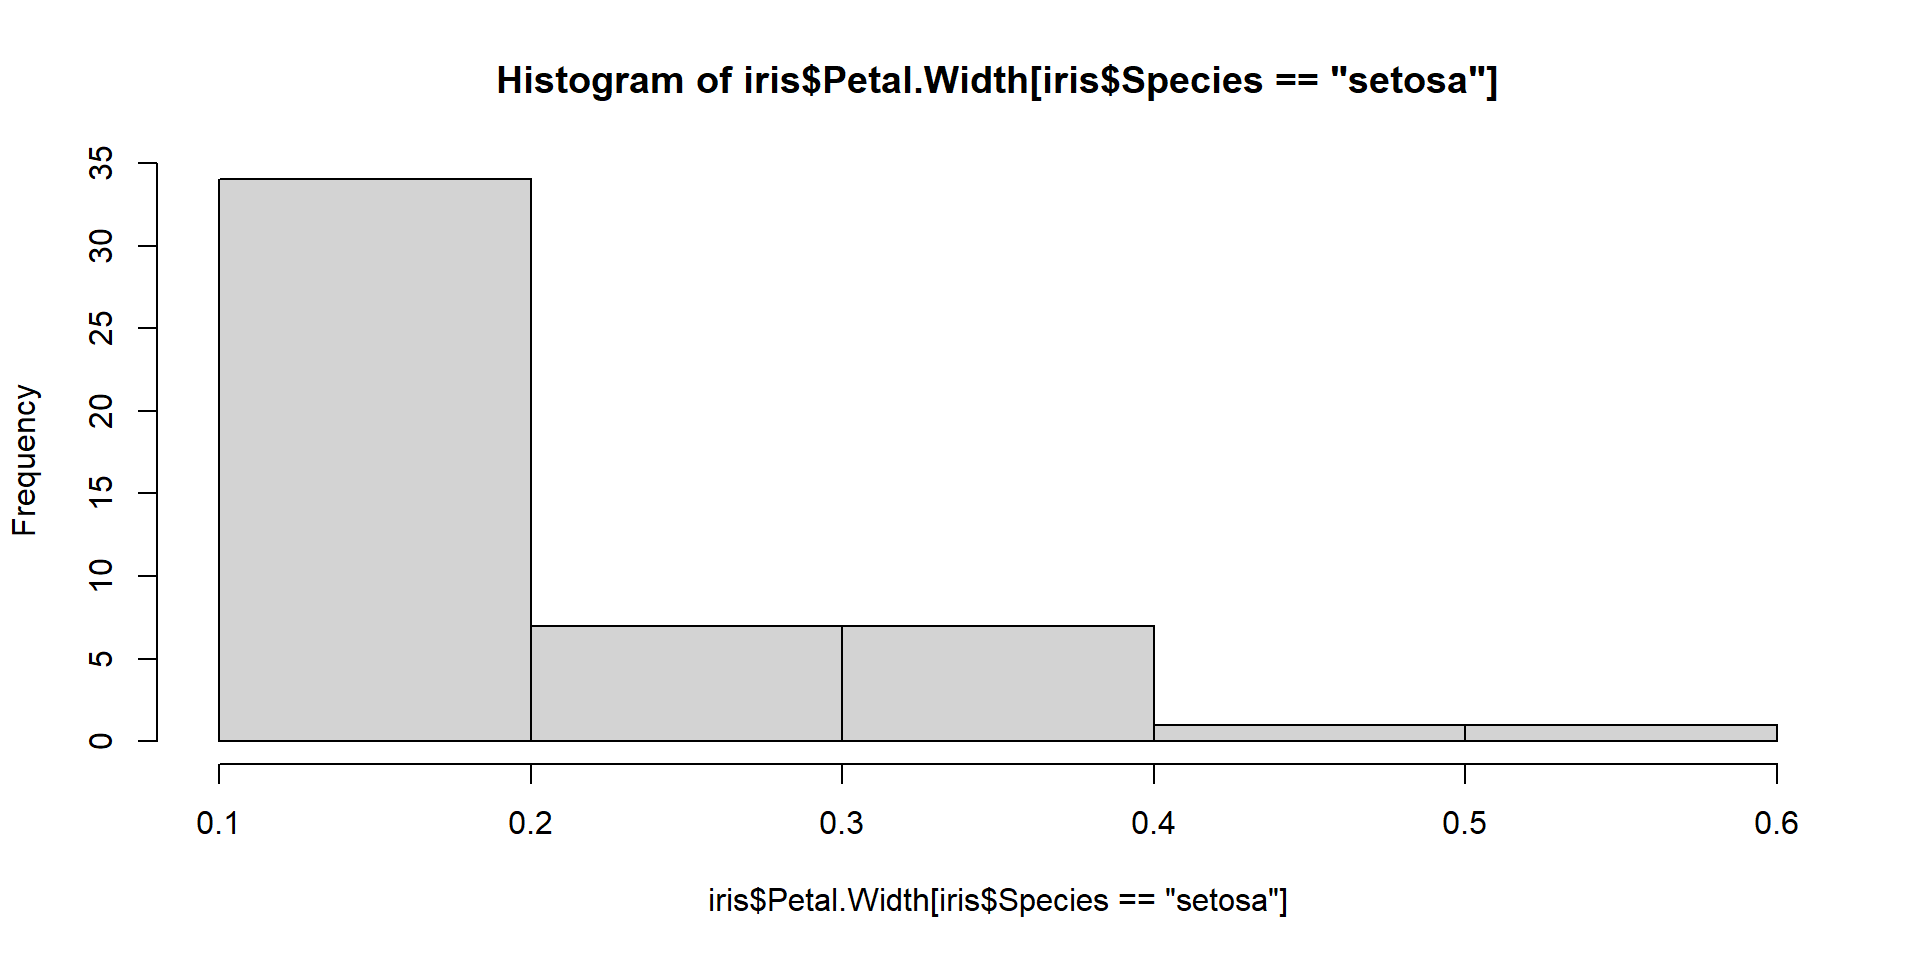 Histogram of iris$Petal.Width[iris$Species == "setosa"]
Frequency
35
30
25
20
15
10
5
0
0.1 0.2 0.3 0.4 0.5 0.6
iris$Petal.Width[iris$Species == "setosa"]